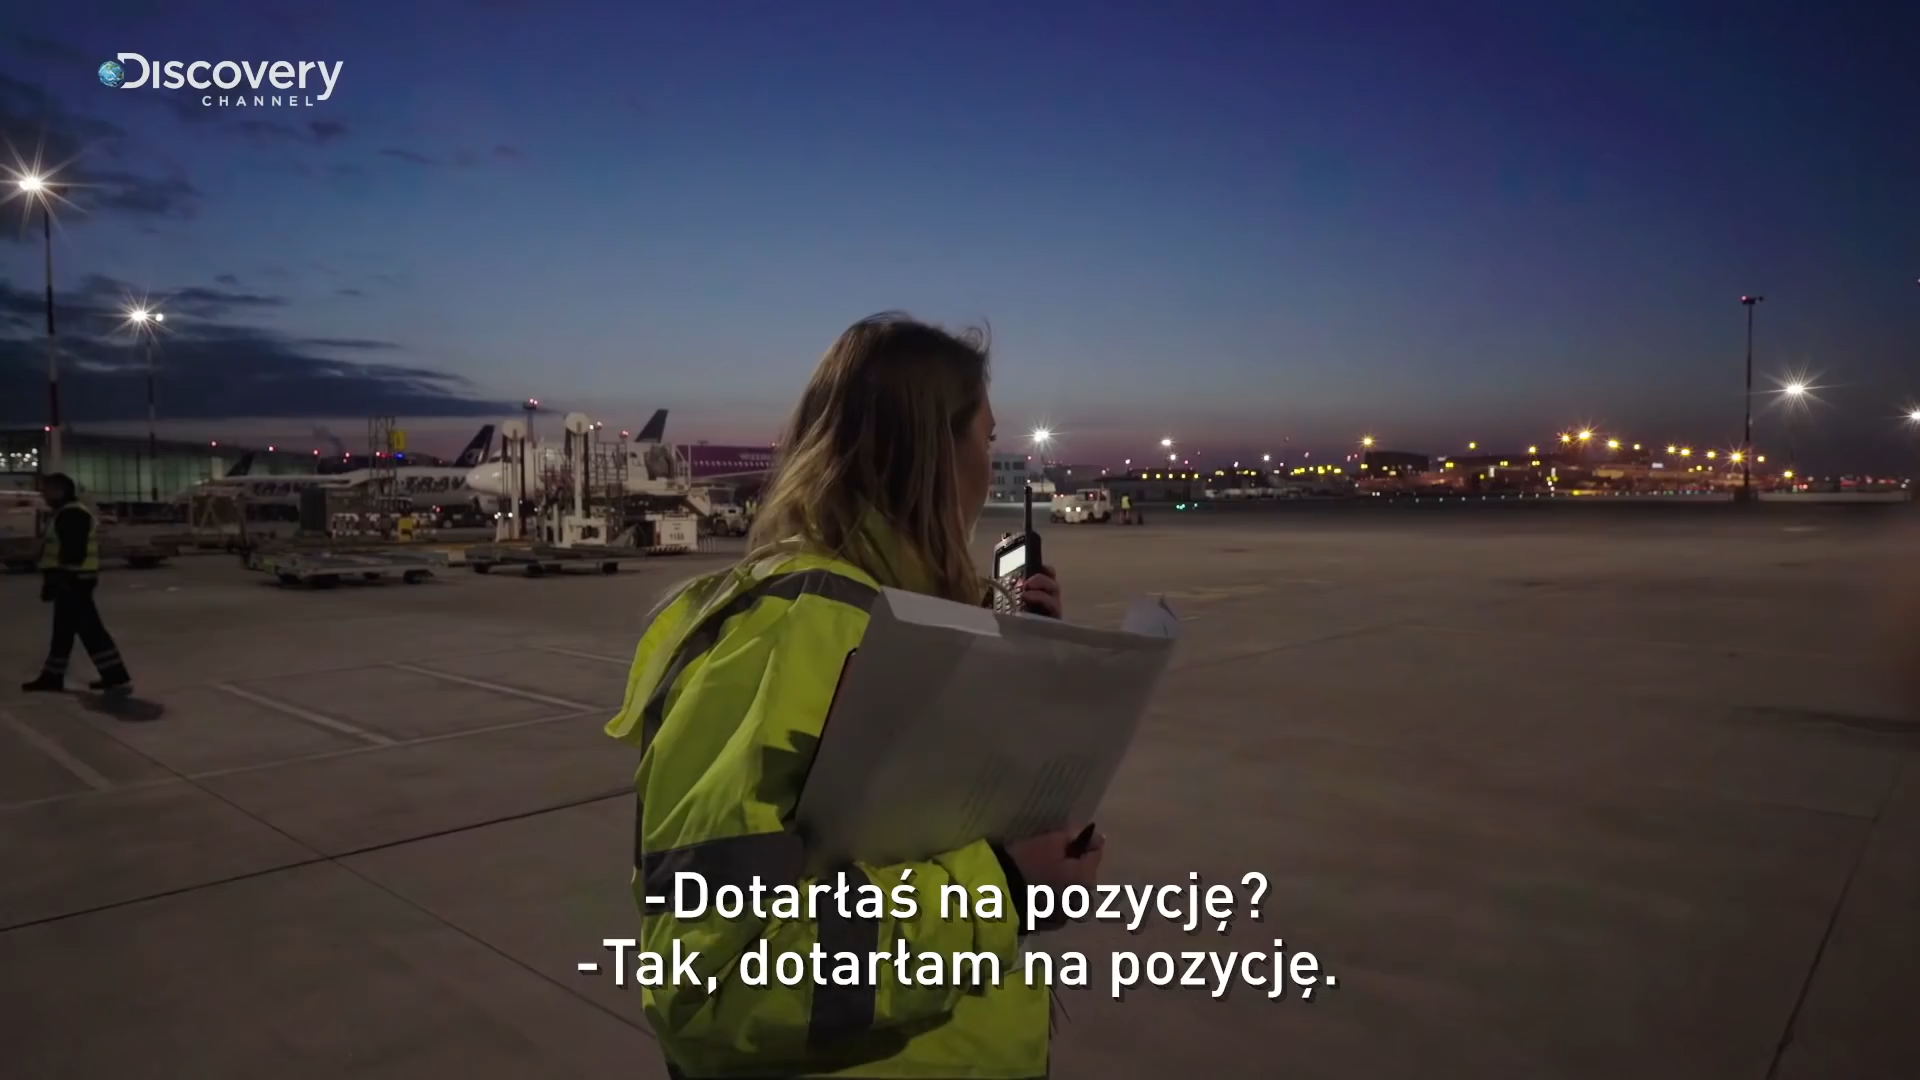 Discovery
CHANNEL
-Dotarłaś na pozycję?
-Tak, dotarłam na pozycję.